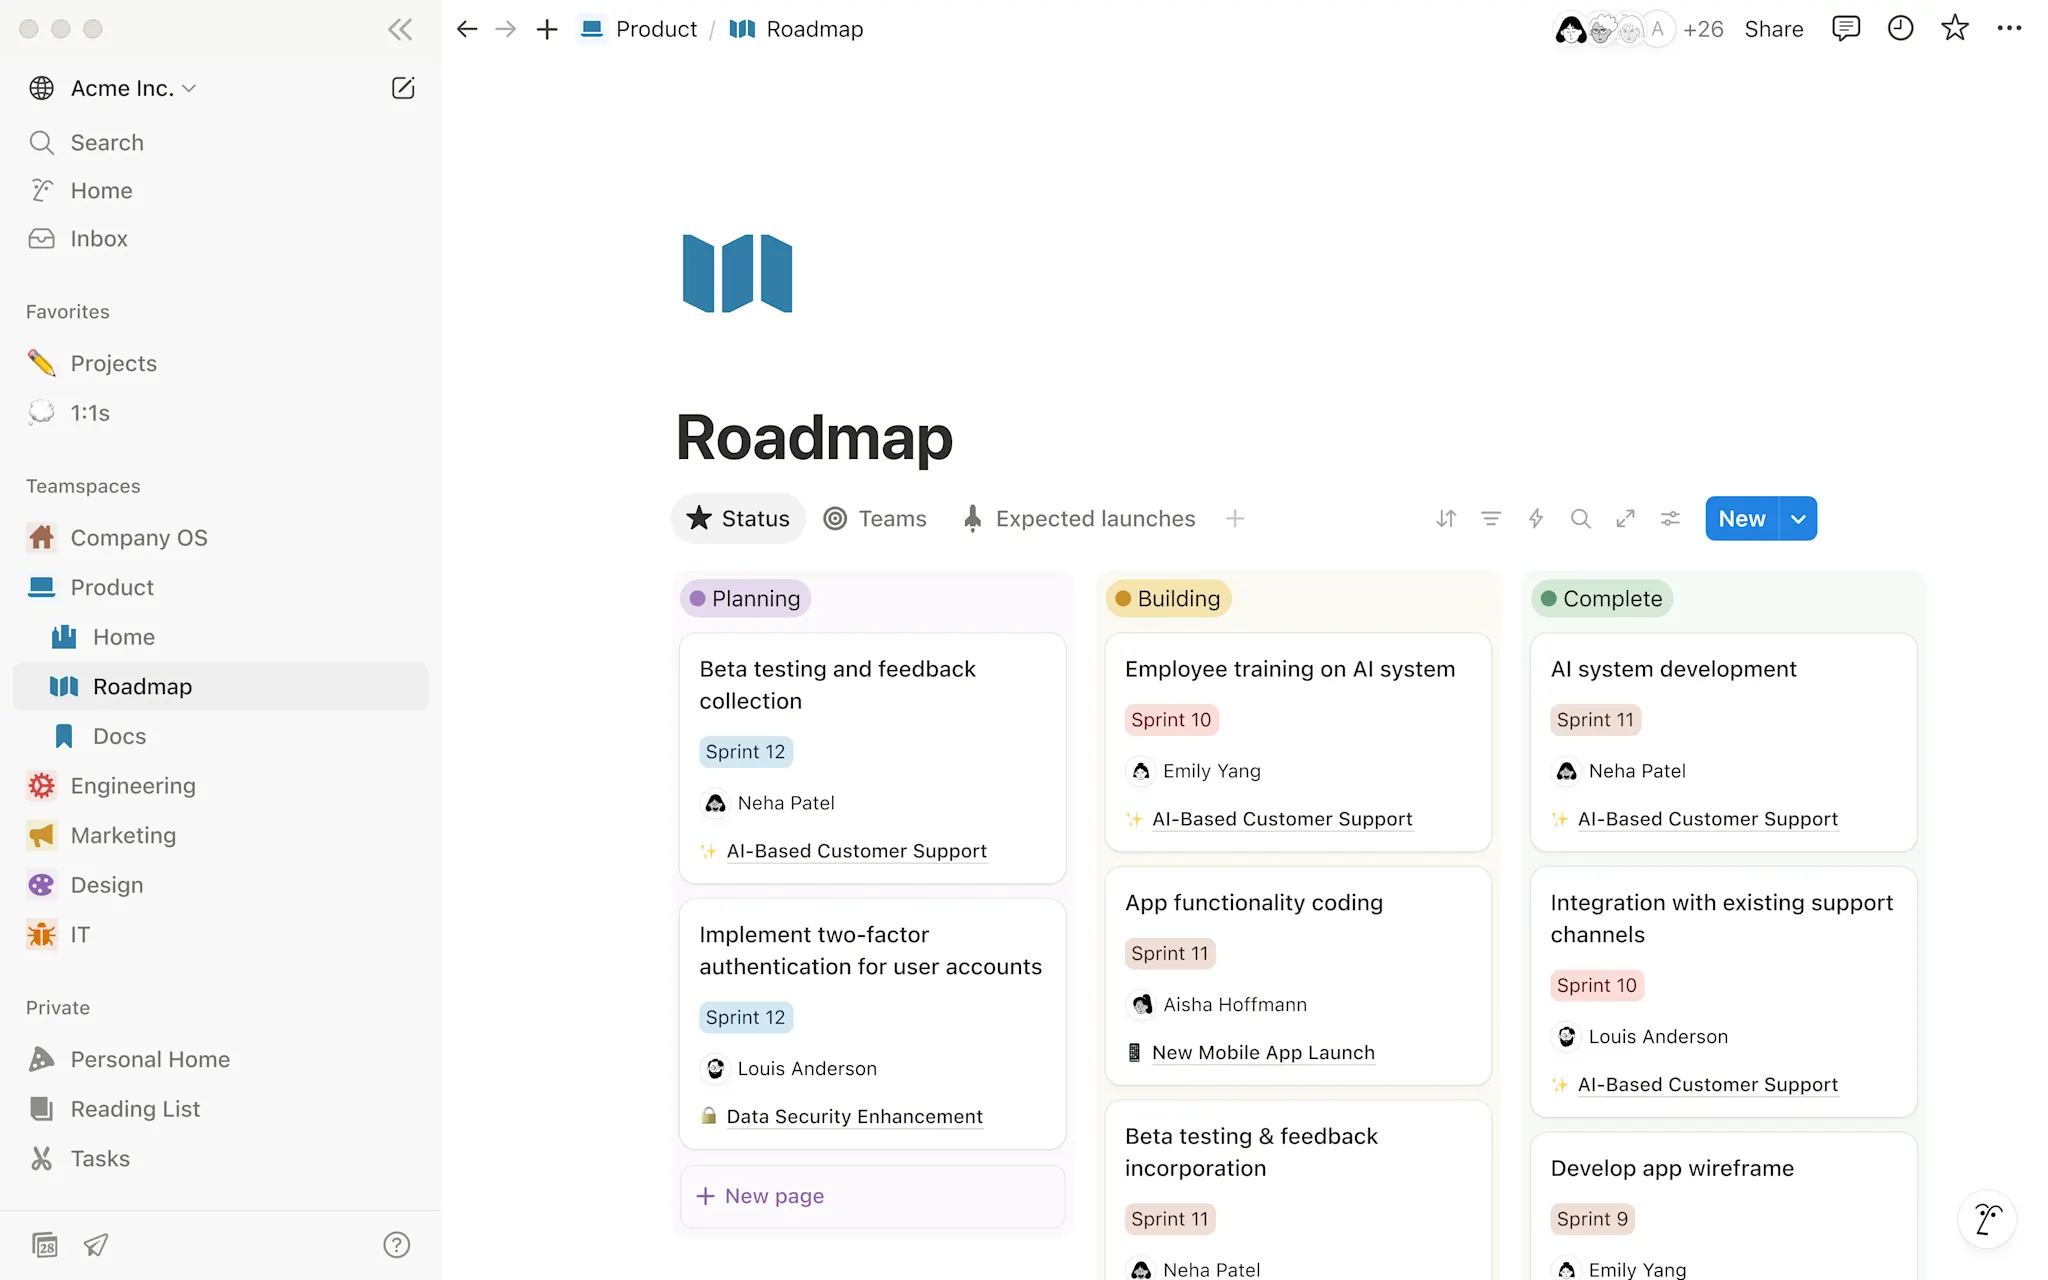 Acme Inc.
Search
Home
Inbox
Favorites
Projects
1:1s
Teamspaces
Company OS
Product
Home
Roadmap
Docs
Engineering
Marketing
Design
IT
Private
Personal Home
Reading List
Tasks
28
Product / Roadmap
A +26 Share
Roadmap
Status Teams Expected launches
New
Planning
Beta testing and feedback
collection
Sprint 12
Neha Patel
AI-Based Customer Support
Implement two-factor
authentication for user accounts
Sprint 12
Louis Anderson
Data Security Enhancement
New page
Building
Employee training on AI system
Sprint 10
Emily Yang
AI-Based Customer Support
App functionality coding
Sprint 11
Aisha Hoffmann
New Mobile App Launch
Beta testing & feedback
incorporation
Sprint 11
Neha Patel
Complete
AI system development
Sprint 11
Neha Patel
AI-Based Customer Support
Integration with existing support
channels
Sprint 10
Louis Anderson
AI-Based Customer Support
Develop app wireframe
Sprint 9
Emily Yang